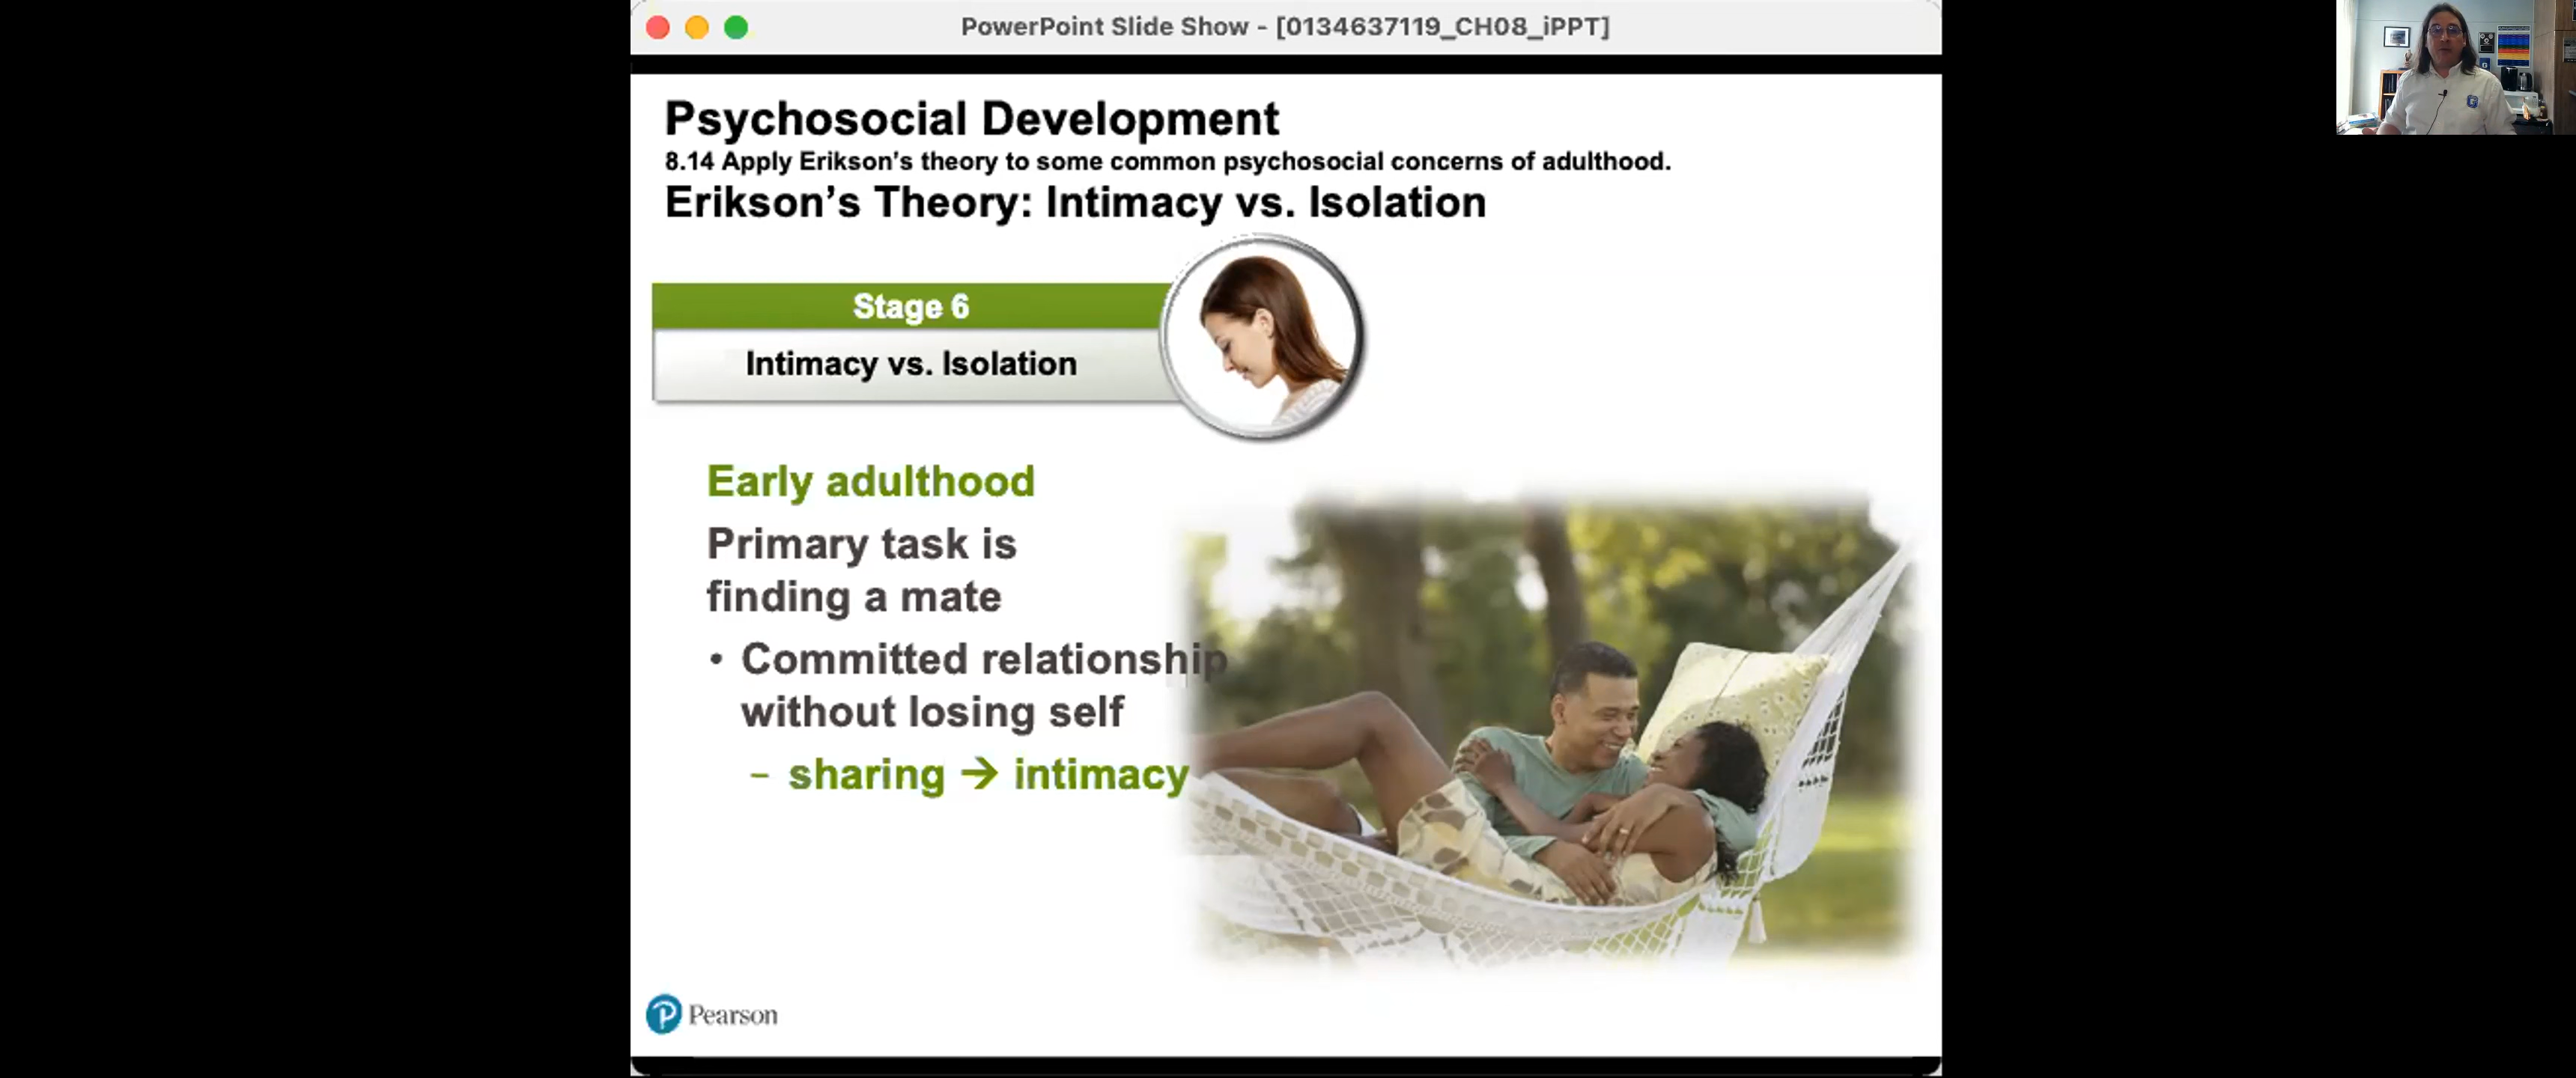 PowerPoint Slide Show - [0134637119_CH08_iPPT]
Psychosocial Development
8.14 Apply Erikson's theory to some common psychosocial concerns of adulthood.
Erikson's Theory: Intimacy vs. Isolation
Stage 6
Intimacy vs. Isolation
Early adulthood
Primary task is
finding a mate
• Committed relationship
without losing self
– sharing → intimacy
Pearson